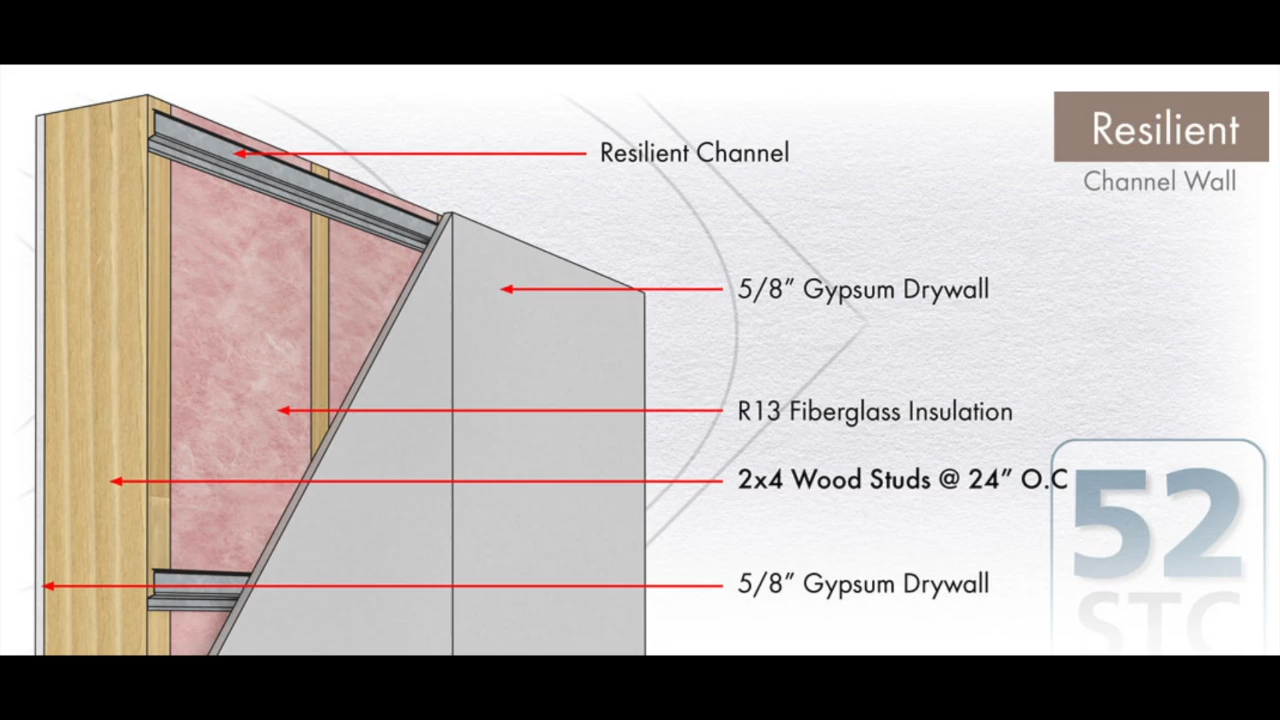 Resilient
Channel Wall
Resilient Channel
5/8” Gypsum Drywall
R13 Fiberglass Insulation
2x4 Wood Studs @ 24” O.C
5/8” Gypsum Drywall
52
STC